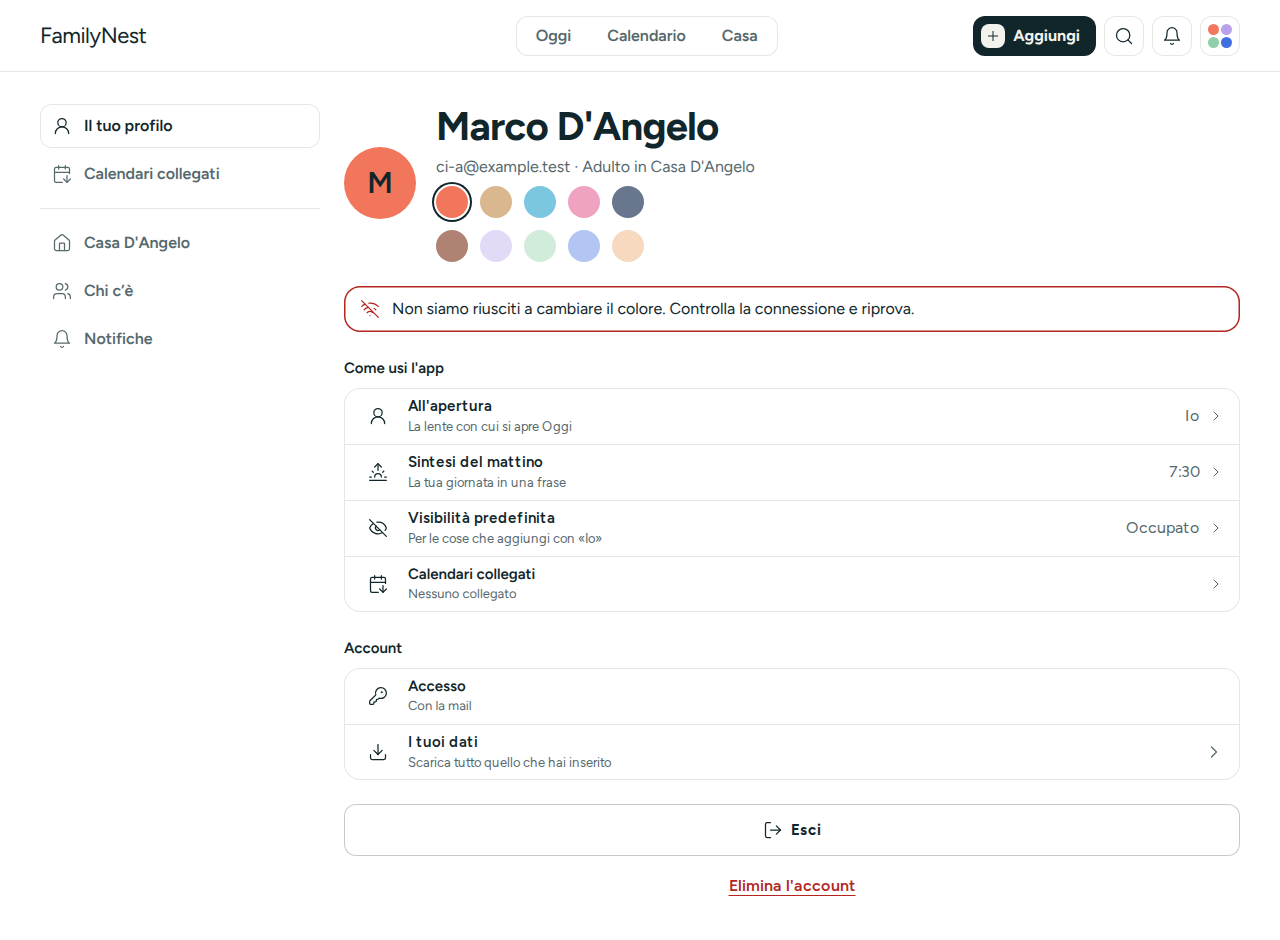 FamilyNest
Oggi
Calendario
Casa
Aggiungi
Il tuo profilo
Calendari collegati
Casa D'Angelo
Chi c’è
Notifiche
M
Marco D'Angelo
ci-a@example.test · Adulto in Casa D'Angelo
Non siamo riusciti a cambiare il colore. Controlla la connessione e riprova.
Come usi l'app
All'apertura
La lente con cui si apre Oggi
Io
Sintesi del mattino
La tua giornata in una frase
7:30
Visibilità predefinita
Per le cose che aggiungi con «Io»
Occupato
Calendari collegati
Nessuno collegato
Account
Accesso
Con la mail
I tuoi dati
Scarica tutto quello che hai inserito
Esci
Elimina l'account